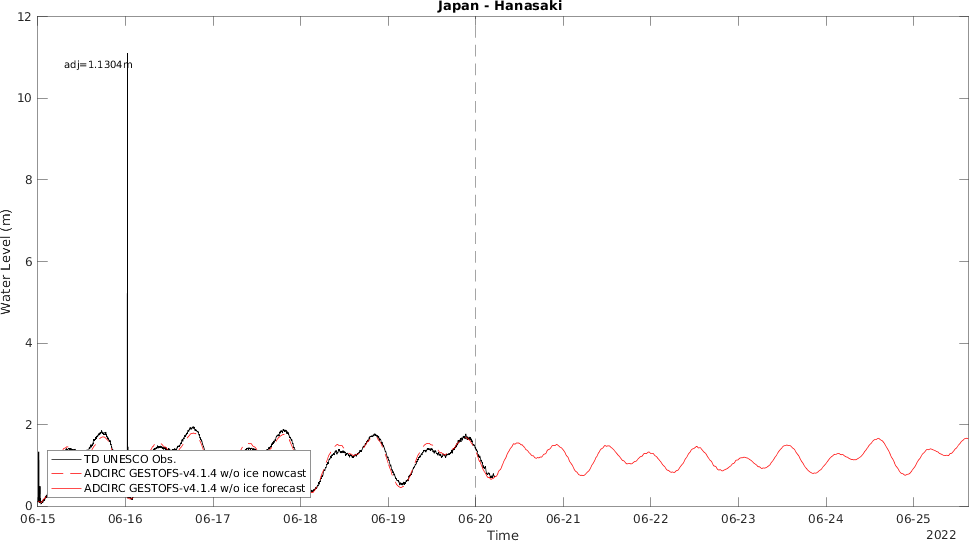 Japan - Hanasaki
12
10
8
6
4
2
0
Water Level (m)
adj=1.1304m
TD UNESCO Obs.
ADCIRC GESTOFS-v4.1.4 w/o ice nowcast
ADCIRC GESTOFS-v4.1.4 w/o ice forecast
06-15 06-16 06-17 06-18 06-19 06-20 06-21 06-22 06-23 06-24 06-25
Time
2022